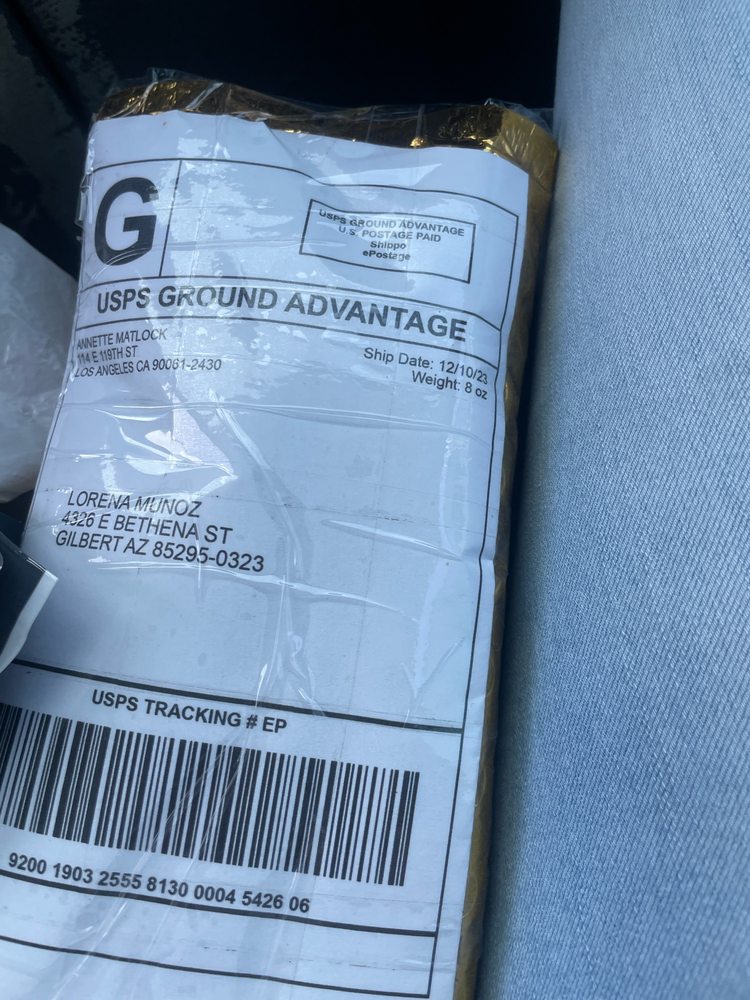 G
USPS GROUND ADVANTAGE
U.S. POSTAGE PAID
Shippo
ePostage
USPS GROUND ADVANTAGE
ANNETTE MATLOCK
114 E 119TH ST
LOS ANGELES CA 90061-2430
Ship Date: 12/10/23
Weight: 8 oz
LORENA MUNOZ
4326 E BETHENA ST
GILBERT AZ 85295-0323
USPS TRACKING # EP
9200 1903 2555 8130 0004 5426 06